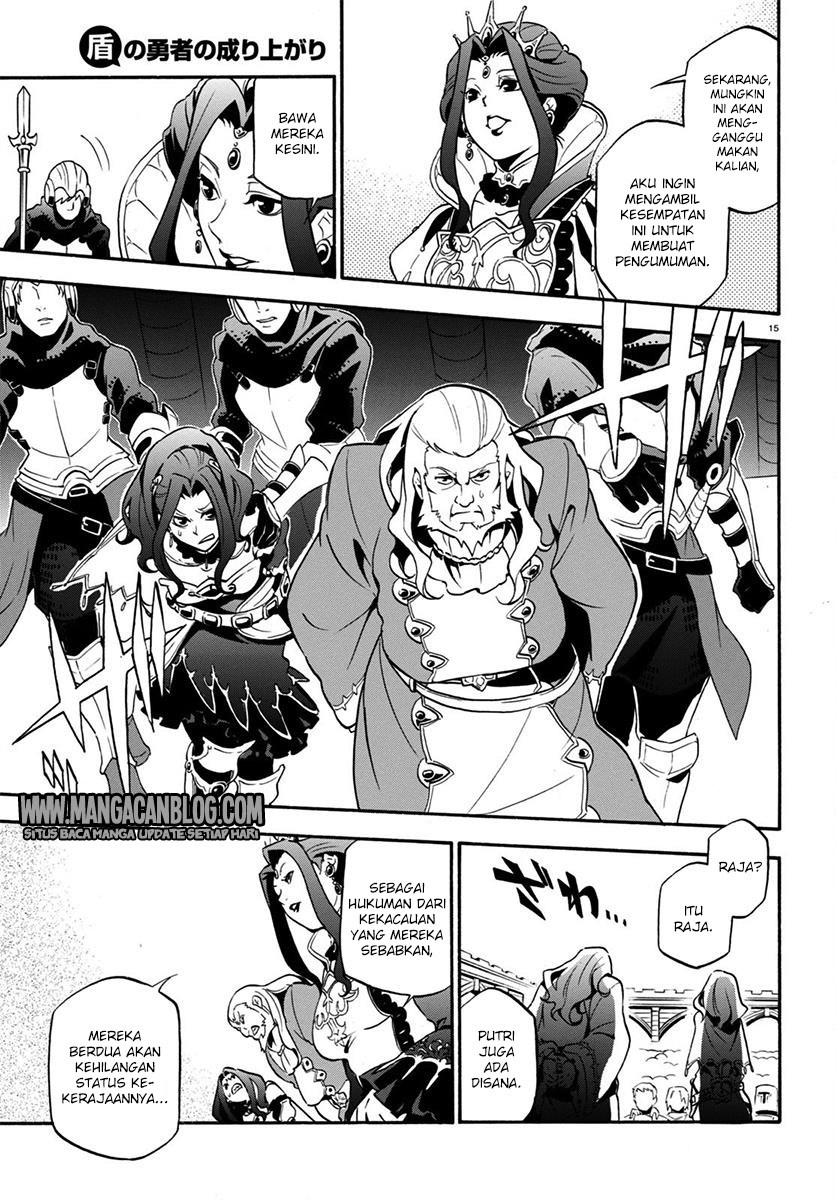 盾の勇者の成り上がり
SEKARANG,
MUNGKIN
INI AKAN
MENG-
GANGGU
MAKAN
KALIAN,
AKU INGIN
MENGAMBIL
KESEMPATAN
INI UNTUK
MEMBUAT
PENGUMUMAN.
BAWA
MEREKA
KESINI.
15
RAJA?
ITU
RAJA.
ざわ...
PUTRI
JUGA
ADA
DISANA.
SEBAGAI
HUKUMAN DARI
KEKACAUAN
YANG MEREKA
SEBABKAN,
MEREKA
BERDUA AKAN
KEHILANGAN
STATUS KE-
KERAJAANNYA...
WWW.MANGACANBLOG.COM
SITUS BACA MANGA UPDATE SETIAP HARI